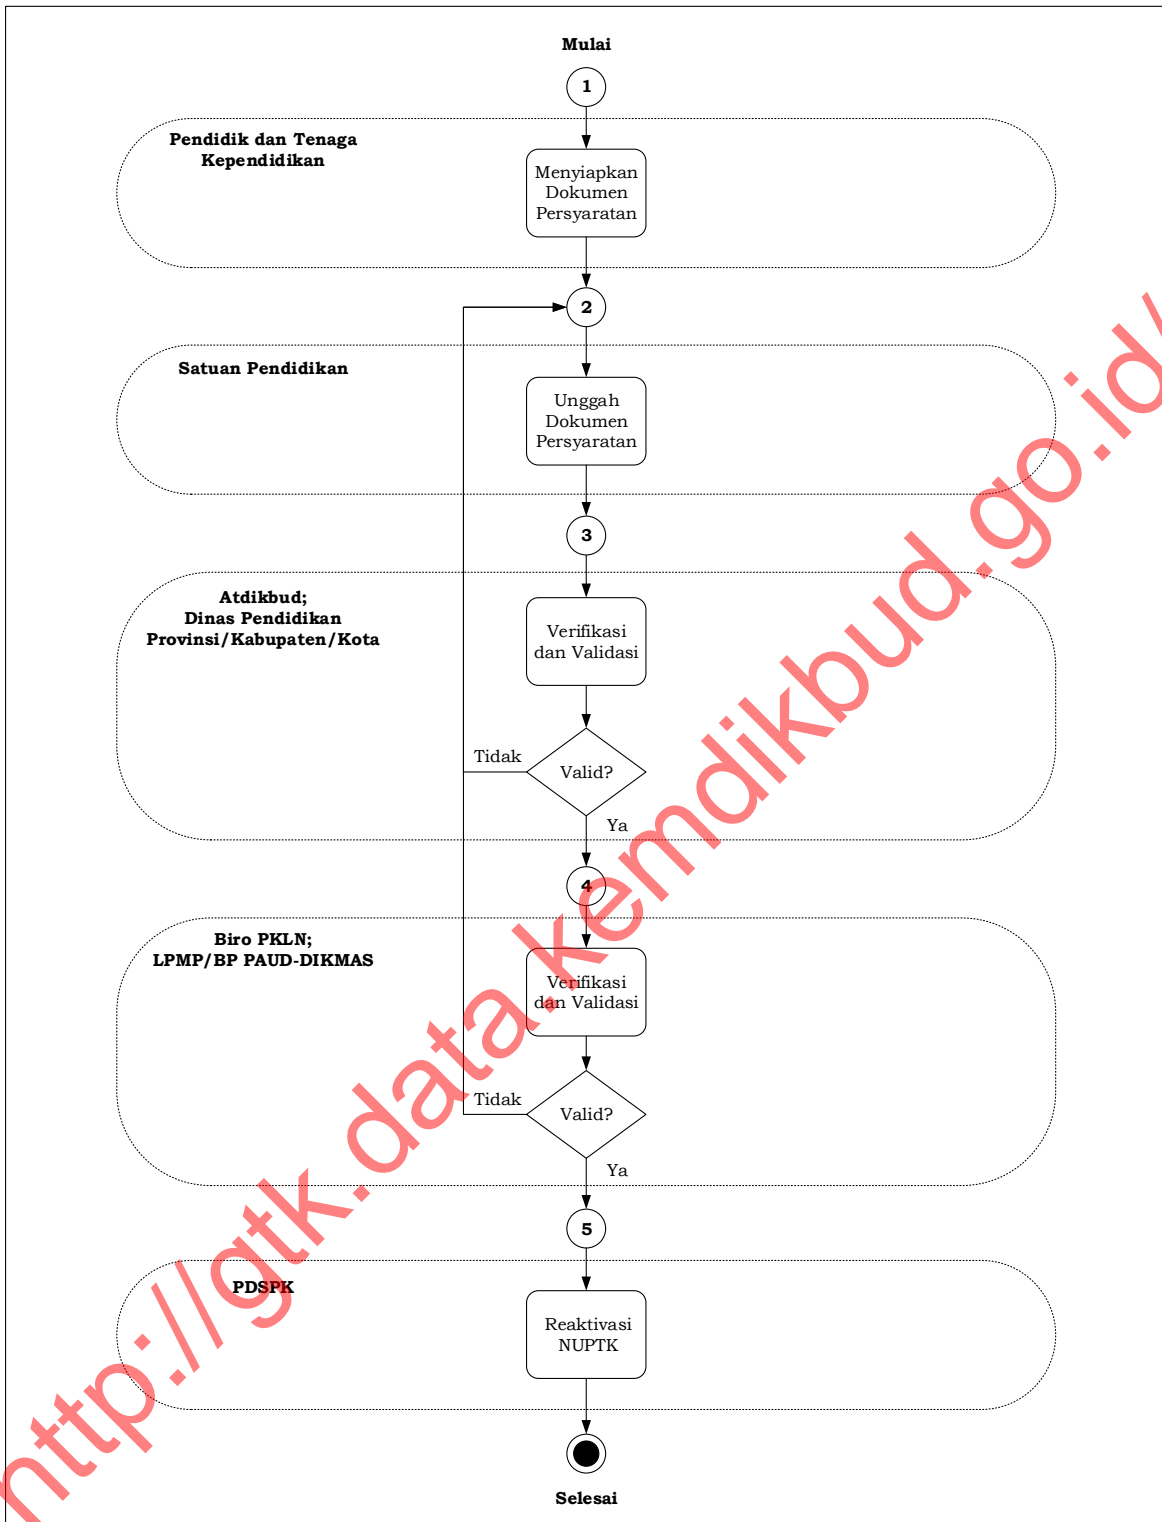 Mulai
1
Pendidik dan Tenaga
Kependidikan
Menyiapkan
Dokumen
Persyaratan
2
Satuan Pendidikan
Unggah
Dokumen
Persyaratan
3
Atdikbud;
Dinas Pendidikan
Provinsi/Kabupaten/Kota
Verifikasi
dan Validasi
Tidak
Valid?
Ya
4
Biro PKLN;
LPMP/BP PAUD-DIKMAS
Verifikasi
dan Validasi
Tidak
Valid?
Ya
5
PDSPK
Reaktivasi
NUPTK
Selesai
http://gtk.data.kemdikbud.go.id/